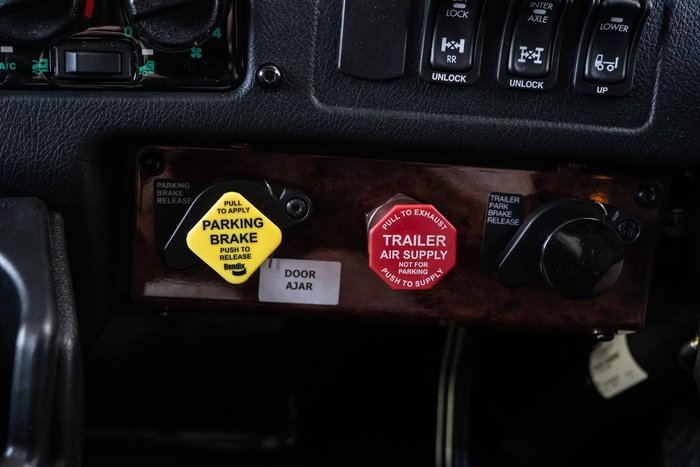 LOCK
INTER
AXLE
LOWER
RR
UNLOCK
UNLOCK
UP
A/C
0
4
PARKING
BRAKE
RELEASE
PULL
TO APPLY
PARKING
BRAKE
PUSH TO
RELEASE
Bendix
DOOR
AJAR
PULL TO EXHAUST
TRAILER
AIR SUPPLY
NOT FOR
PARKING
PUSH TO SUPPLY
TRAILER
PARK
BRAKE
RELEASE